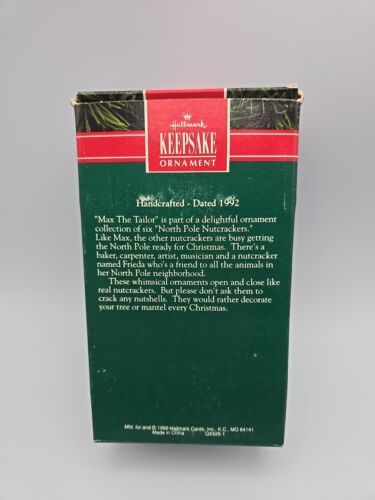 Hallmark
KEEPSAKE
ORNAMENT
Handcrafted - Dated 1992
"Max The Tailor" is part of a delightful ornament
collection of six "North Pole Nutcrackers."
Like Max, the other nutcrackers are busy getting
the North Pole ready for Christmas. There's a
baker, carpenter, artist, musician and a nutcracker
named Frieda who's a friend to all the animals in
her North Pole neighborhood.
These whimsical ornaments open and close like
real nutcrackers. But please don't ask them to
crack any nutshells. They would rather decorate
your tree or mantel every Christmas.
Mfd. for and © 1992 Hallmark Cards, Inc., K.C., MO 64141
Made in China QX525-1